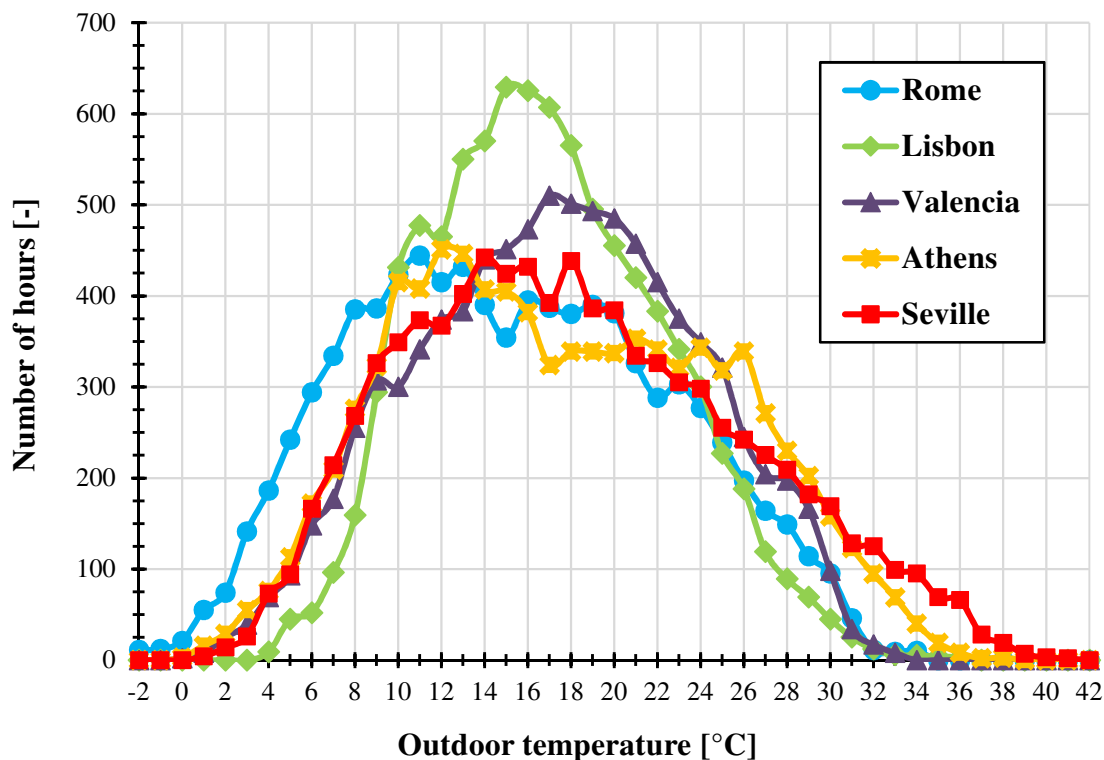 700
600
500
400
300
200
100
0
Number of hours [-]
Rome
Lisbon
Valencia
Athens
Seville
-2 0 2 4 6 8 10 12 14 16 18 20 22 24 26 28 30 32 34 36 38 40 42
Outdoor temperature [°C]